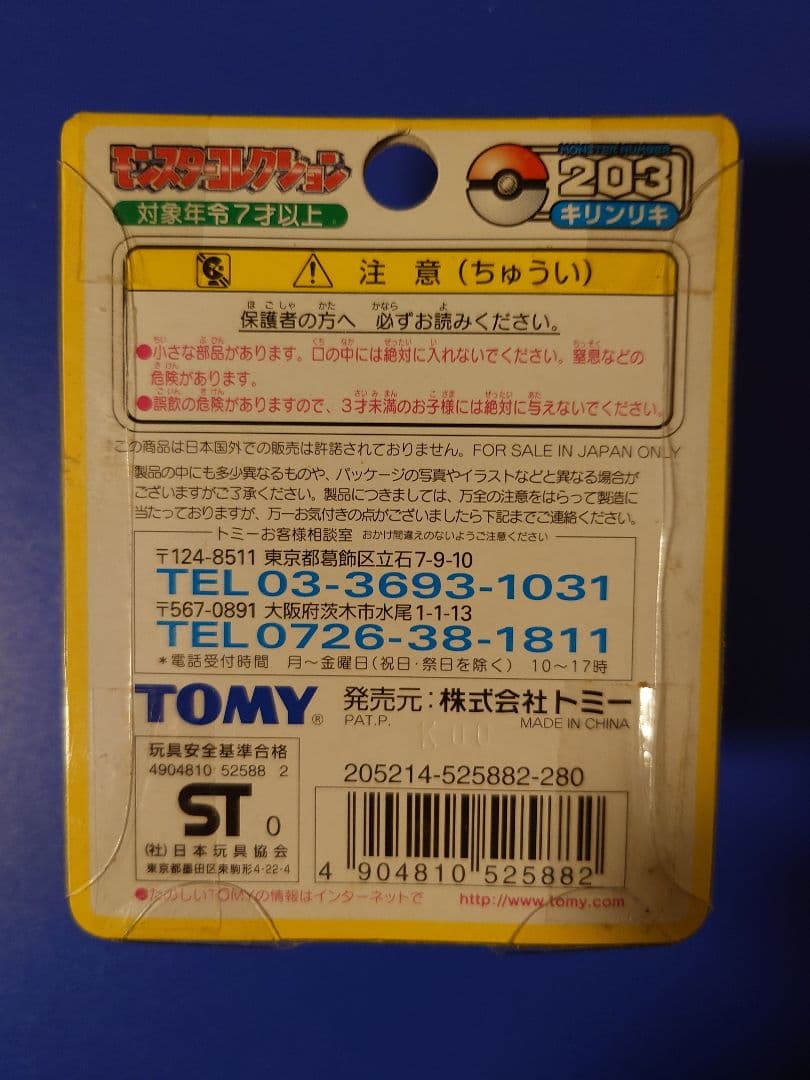 モンスターコレクション
対象年令7才以上
MONSTER NUMBER
203
キリンリキ
注意（ちゅうい）
保護者の方へ 必ずお読みください。
●小さな部品があります。口の中には絶対に入れないでください。窒息などの
危険があります。
●誤飲の危険がありますので、3才未満のお子様には絶対に与えないでください。
この商品は日本国外での販売は許諾されておりません。FOR SALE IN JAPAN ONLY
製品の中にも多少異なるものや、パッケージの写真やイラストなどと異なる場合が
ございますがご了承ください。製品につきましては、万全の注意をはらって製造に
当たっておりますが、万一お気付きの点がございましたら下記までご連絡ください。
トミーお客様相談室 おかけ間違えのないようご注意ください
〒124-8511 東京都葛飾区立石7-9-10
TEL03-3693-1031
〒567-0891 大阪府茨木市水尾1-1-13
TEL0726-38-1811
*電話受付時間 月～金曜日（祝日・祭日を除く） 10～17時
TOMY® 発売元：株式会社トミー
PAT.P. MADE IN CHINA
K00
玩具安全基準合格
4904810 52588 2
ST 0
(社)日本玩具協会
東京都墨田区東駒形4-22-4
205214-525882-280
4 904810 525882
●たのしいTOMYの情報はインターネットで http://www.tomy.com